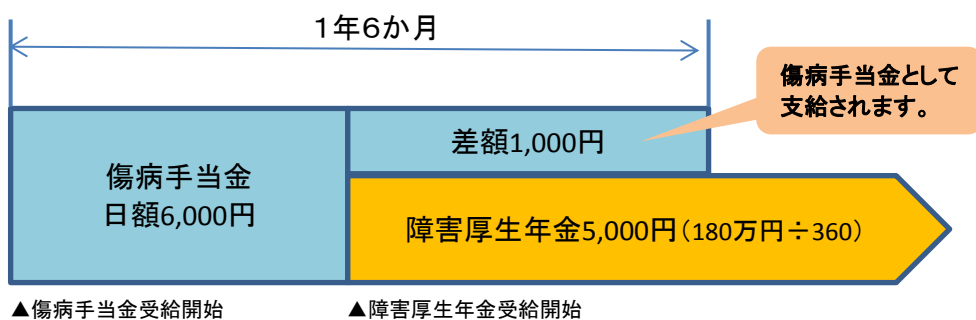 1年6か月
傷病手当金として
支給されます。
差額1,000円
傷病手当金
日額6,000円
障害厚生年金5,000円(180万円÷360)
▲傷病手当金受給開始
▲障害厚生年金受給開始